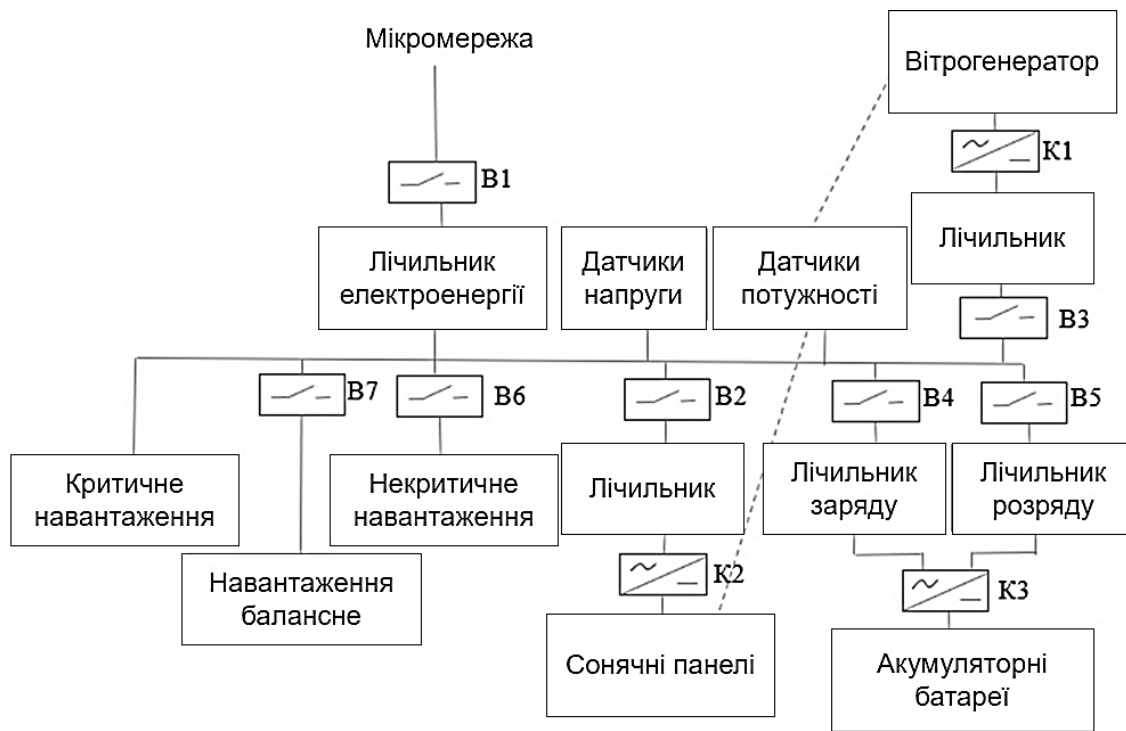 Мікромережа
Вітрогенератор
К1
В1
Лічильник
електроенергії
Датчики
напруги
Датчики
потужності
Лічильник
В3
В7
В6
В2
В4
В5
Критичне
навантаження
Некритичне
навантаження
Лічильник
Лічильник
заряду
Лічильник
розряду
Навантаження
балансне
К2
К3
Сонячні панелі
Акумуляторні
батареї